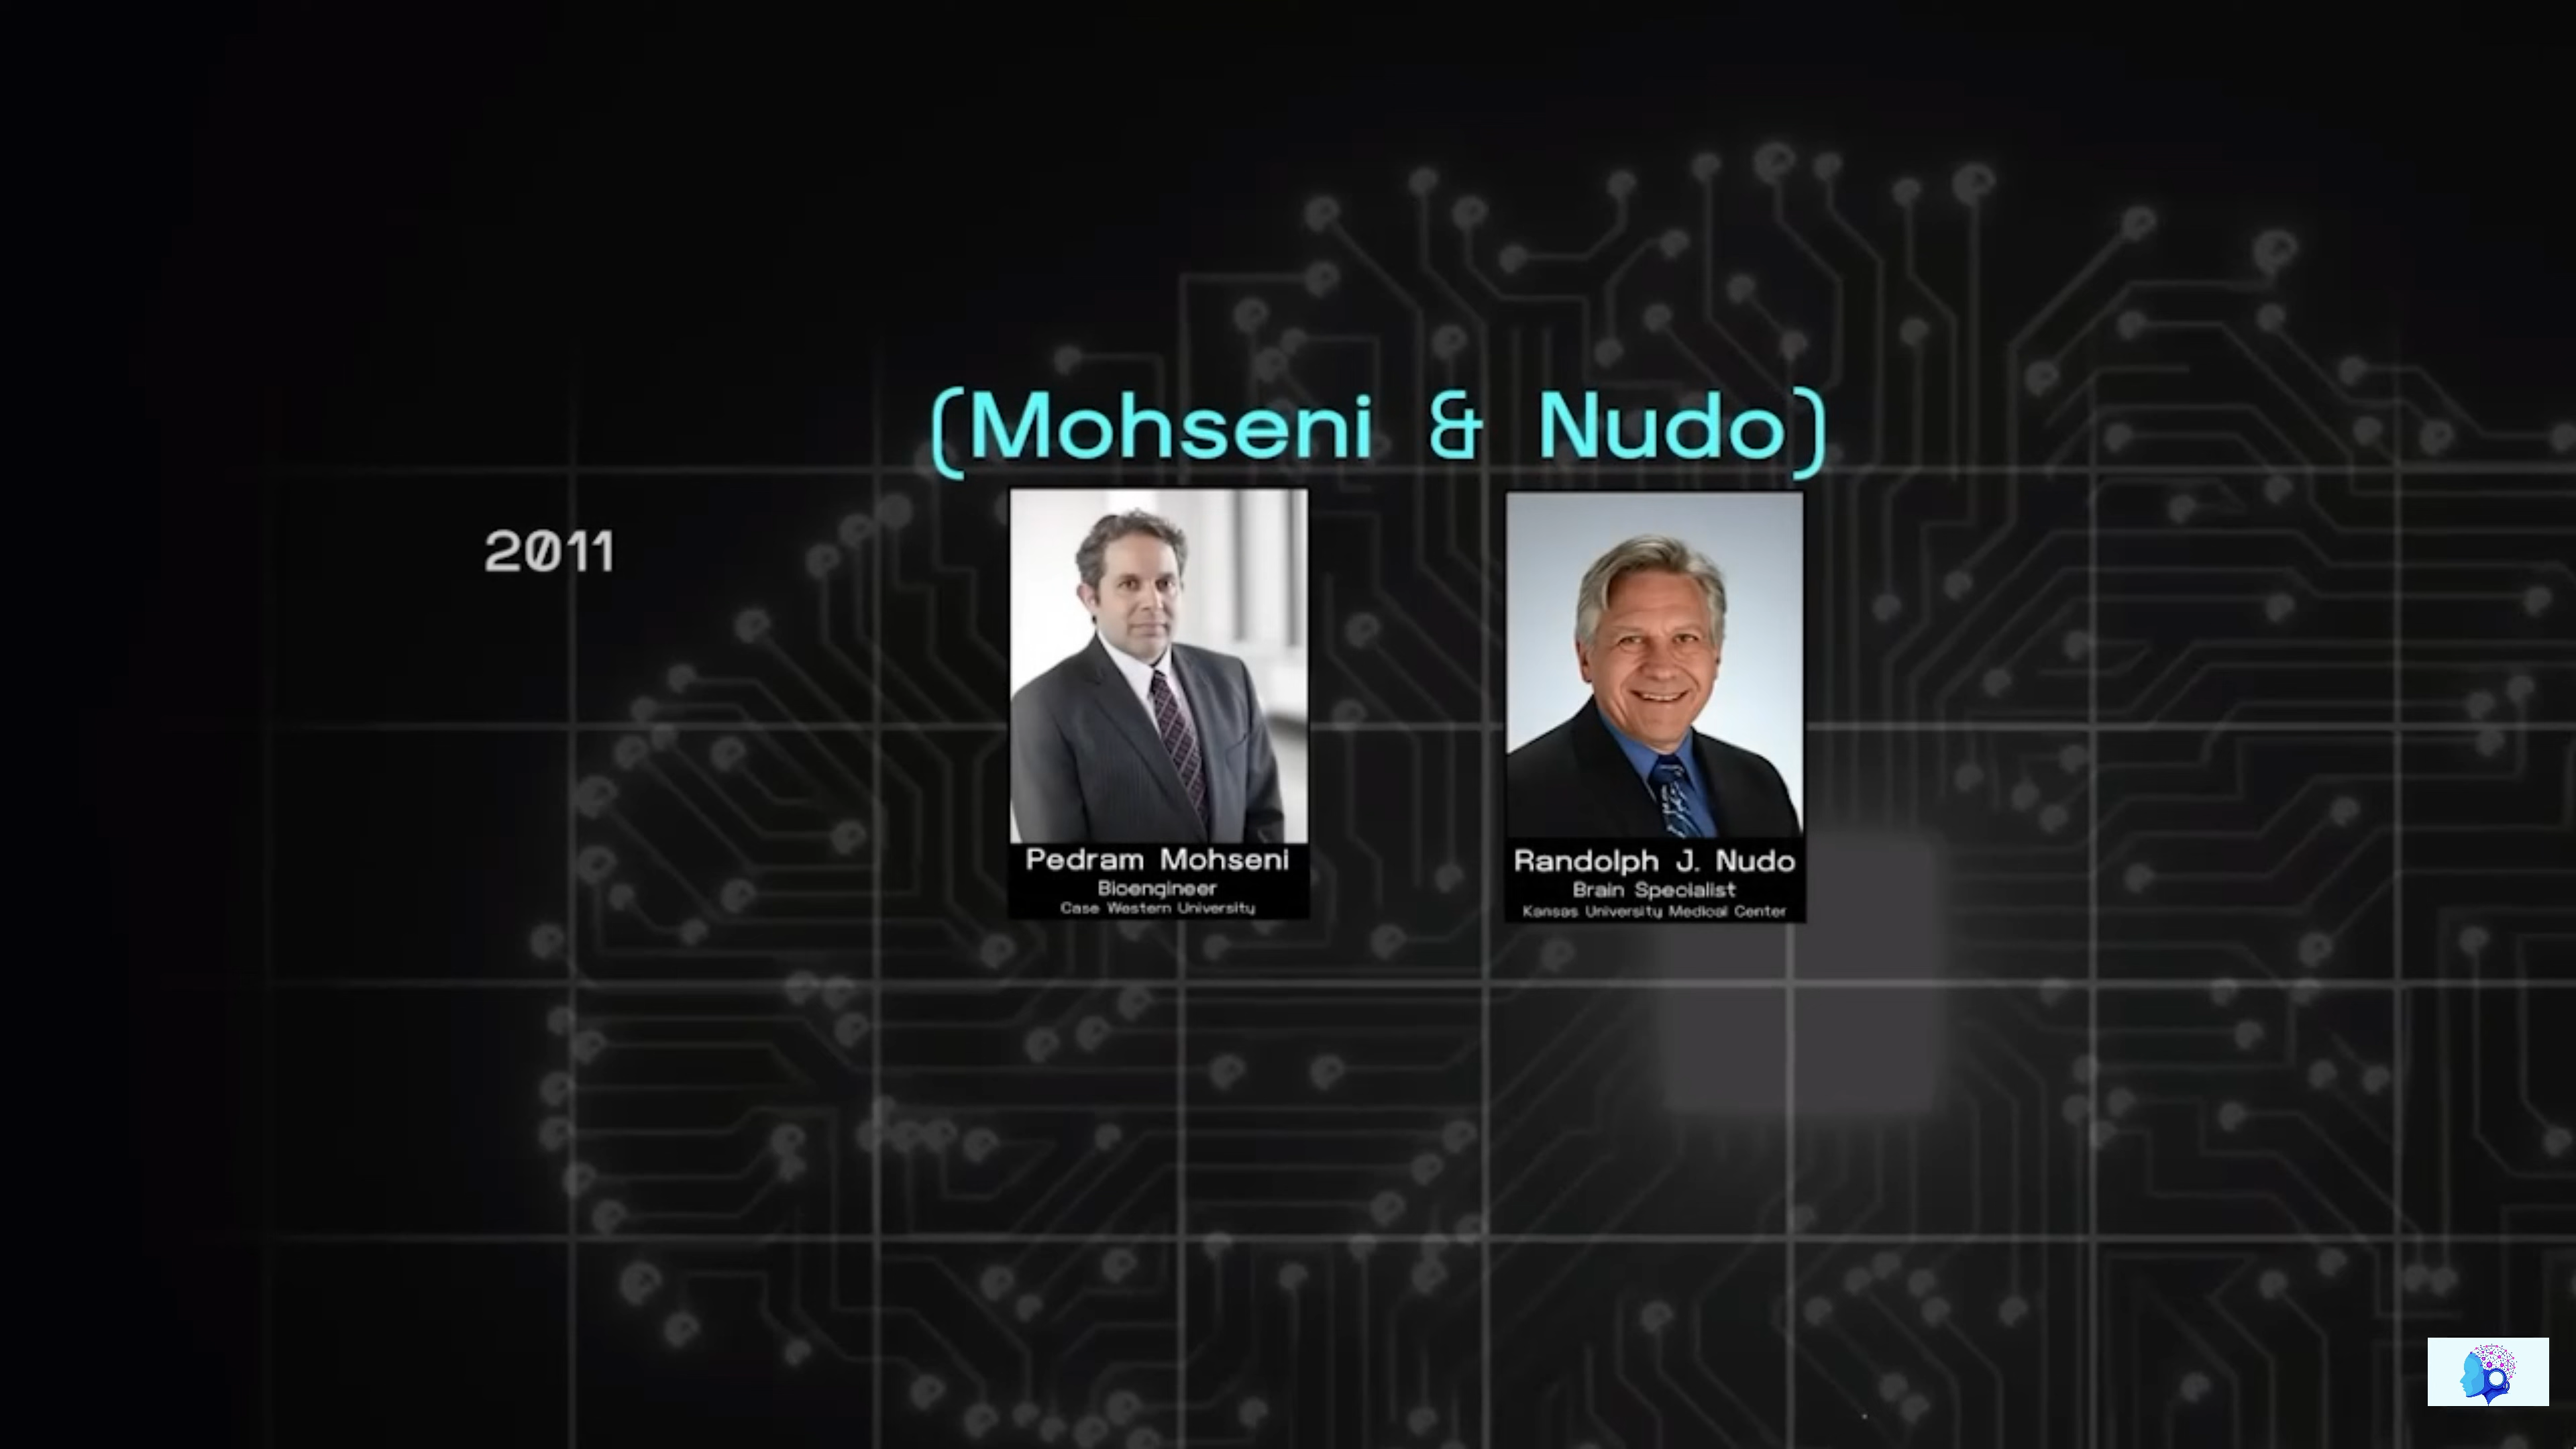 (Mohseni & Nudo)
2011
Pedram Mohseni
Bioengineer
Case Western University
Randolph J. Nudo
Brain Specialist
Kansas University Medical Center